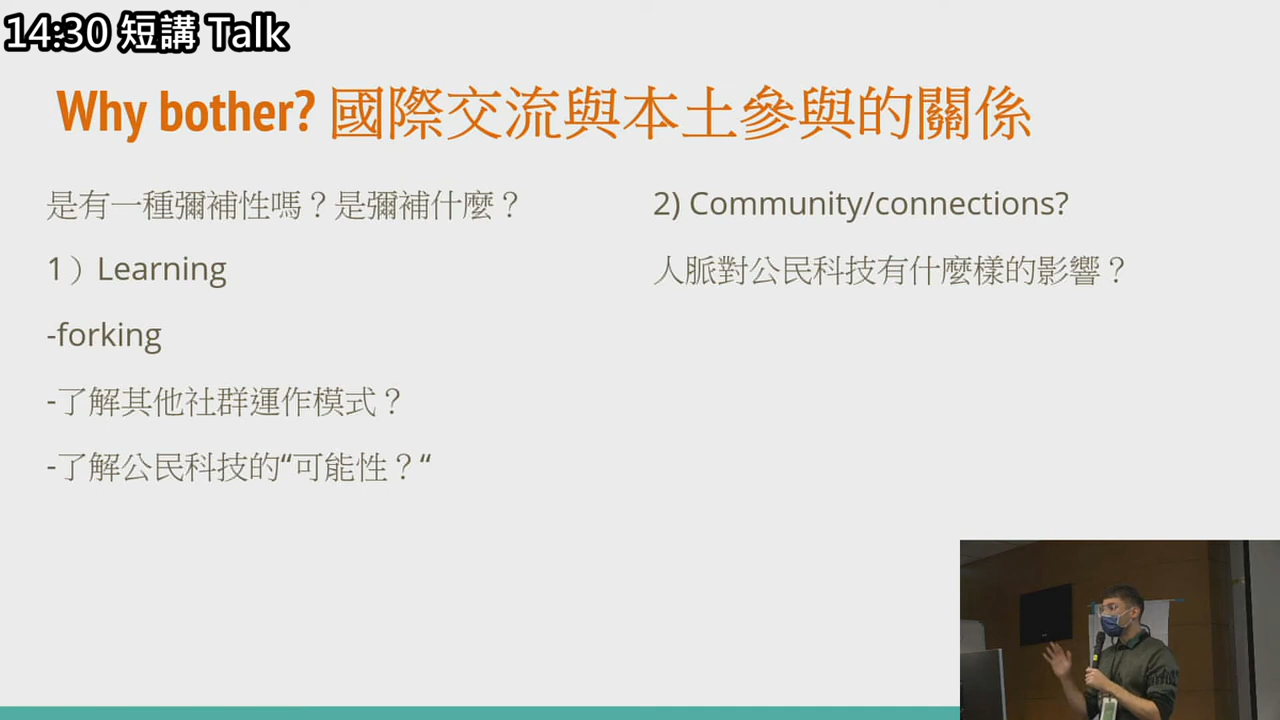 14:30 短講 Talk
Why bother? 國際交流與本土參與的關係
是有一種彌補性嗎？是彌補什麼？
1）Learning
-forking
-了解其他社群運作模式？
-了解公民科技的“可能性？“
2) Community/connections?
人脈對公民科技有什麼樣的影響？